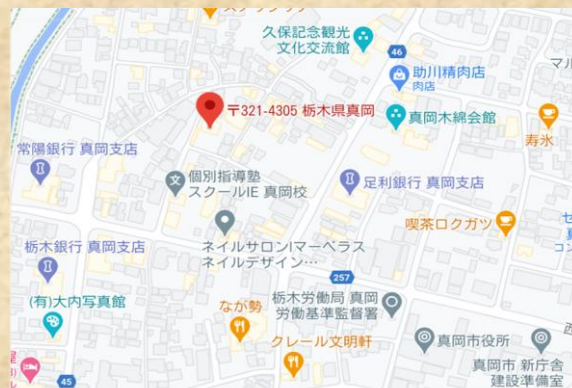 久保記念観光
文化交流館
46
助川精肉店
肉店
〒321-4305 栃木県真岡
真岡木綿会館
寿氷
常陽銀行 真岡支店
個別指導塾
スクールIE 真岡校
足利銀行 真岡支店
喫茶ロクガツ
栃木銀行 真岡支店
ネイルサロンIマーベラス
ネイルデザイン…
257
(有)大内写真館
なが勢
栃木労働局 真岡
労働基準監督署
クレール文明軒
真岡市役所
真岡市 新庁舎
建設準備室
45